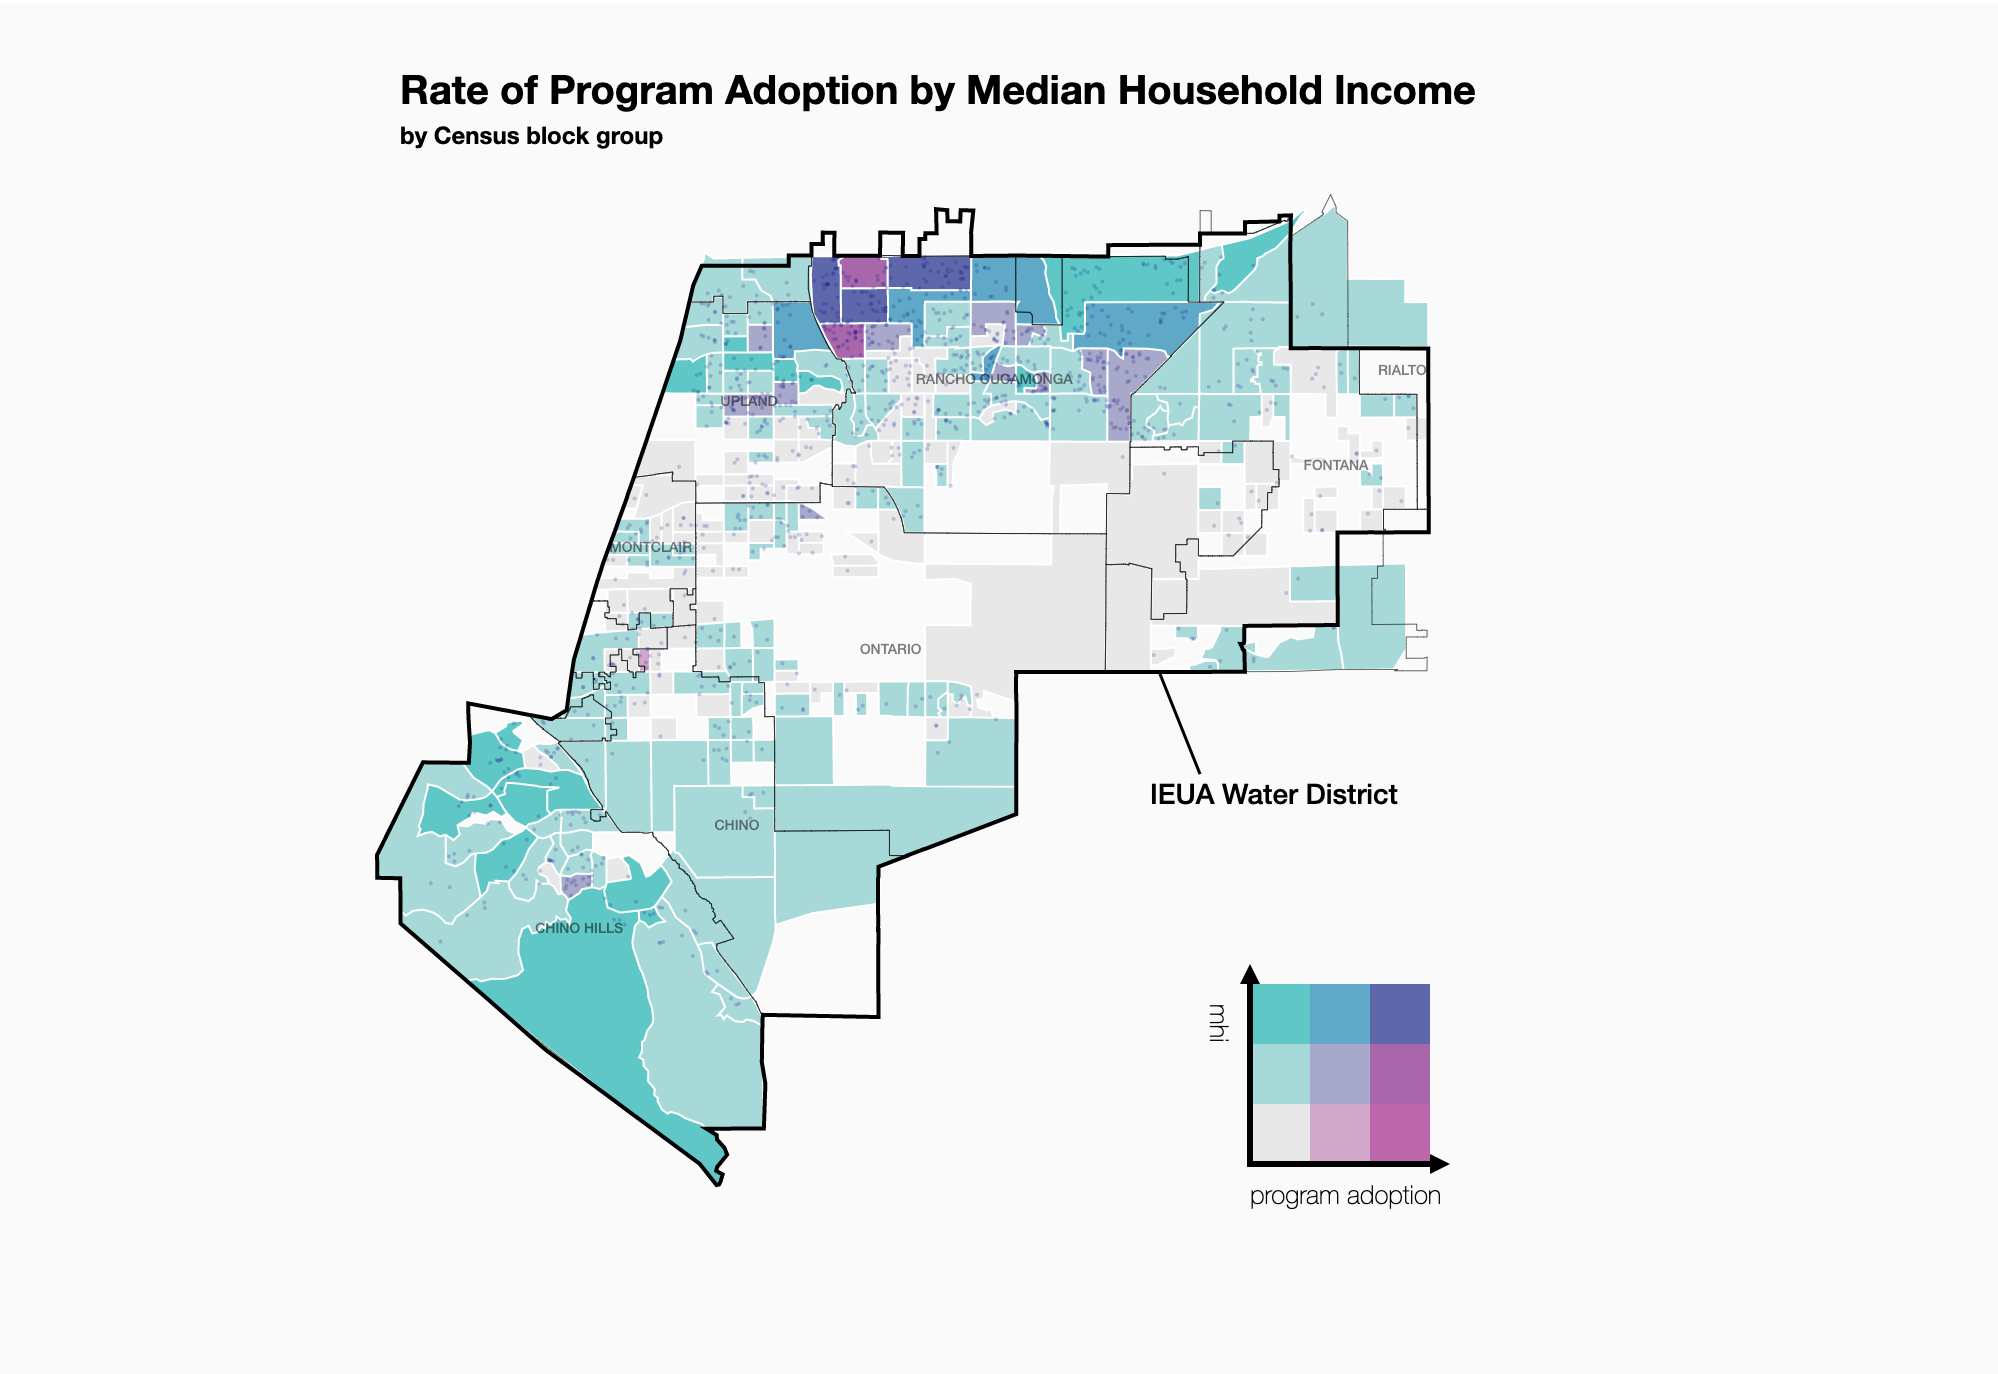 Rate of Program Adoption by Median Household Income
by Census block group
RIALTO
RANCHO CUCAMONGA
UPLAND
FONTANA
MONTCLAIR
ONTARIO
IEUA Water District
CHINO
CHINO HILLS
mhi
program adoption